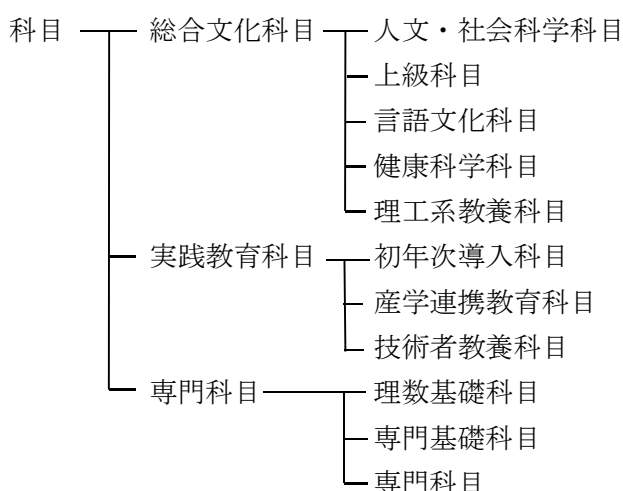 科目 総合文化科目 人文・社会科学科目
上級科目
言語文化科目
健康科学科目
理工系教養科目
実践教育科目 初年次導入科目
産学連携教育科目
技術者教養科目
専門科目 理数基礎科目
専門基礎科目
専門科目